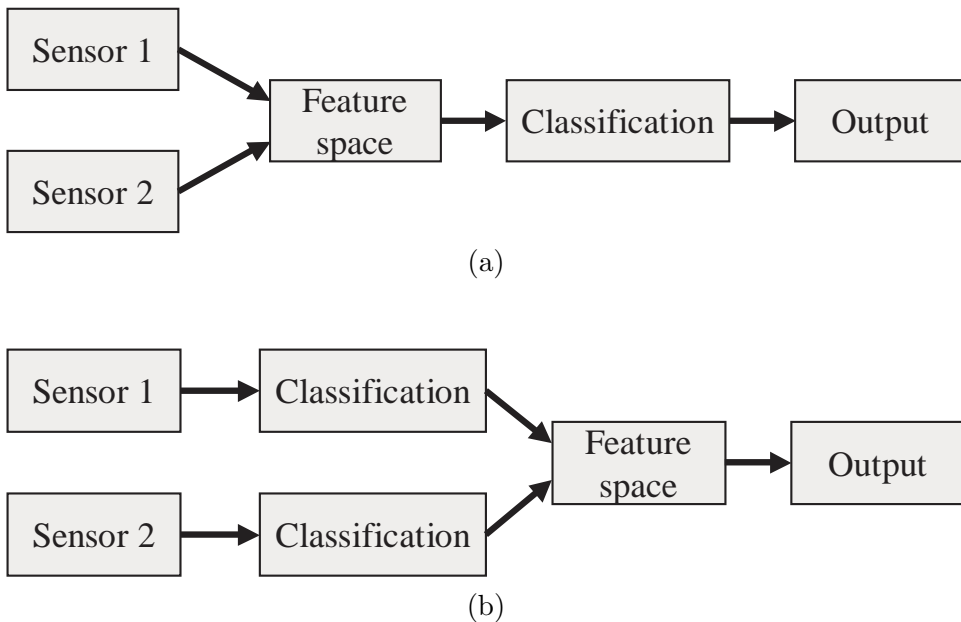 Sensor 1
Sensor 2
Feature
space
Classification
Output
(a)
Sensor 1
Classification
Sensor 2
Classification
Feature
space
Output
(b)